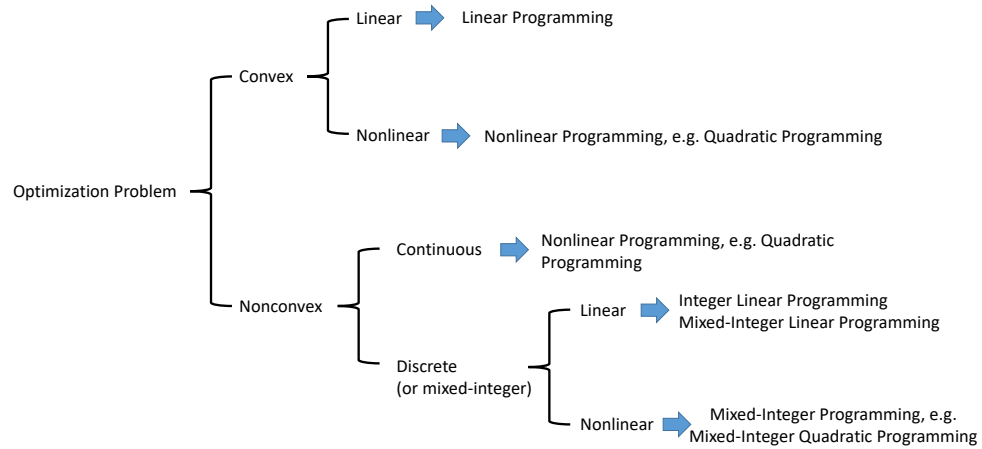 Linear
Linear Programming
Convex
Nonlinear
Nonlinear Programming, e.g. Quadratic Programming
Optimization Problem
Continuous
Nonlinear Programming, e.g. Quadratic
Programming
Nonconvex
Linear
Integer Linear Programming
Mixed-Integer Linear Programming
Discrete
(or mixed-integer)
Nonlinear
Mixed-Integer Programming, e.g.
Mixed-Integer Quadratic Programming